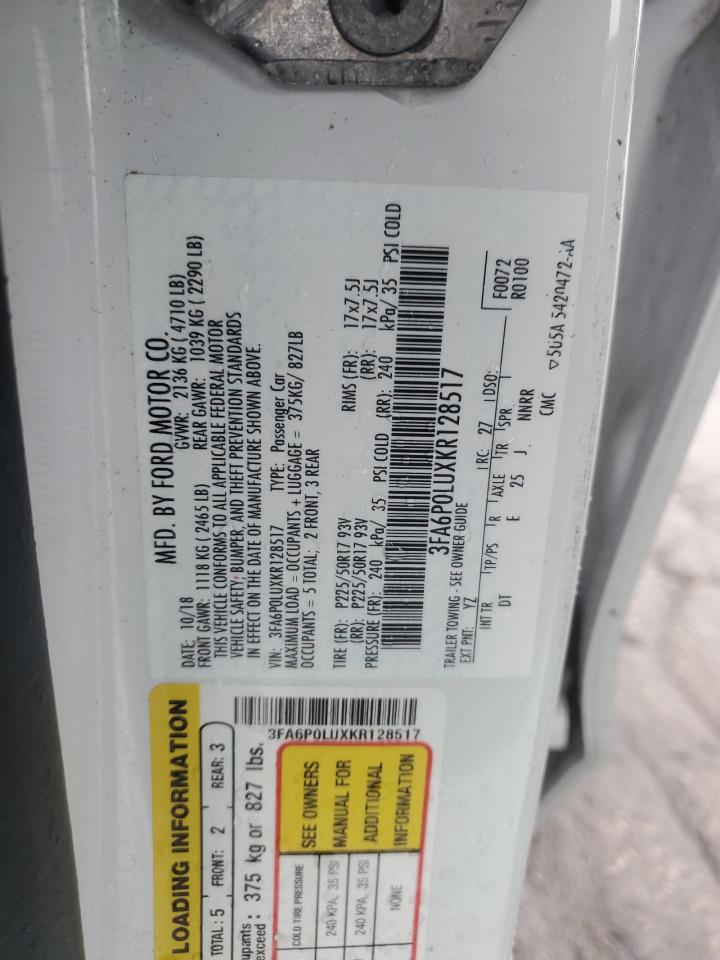 MFD. BY FORD MOTOR CO.
DATE: 10/18 GVWR: 2136 KG ( 4710 LB)
FRONT GAWR: 1118 KG ( 2465 LB) REAR GAWR: 1039 KG ( 2290 LB)
THIS VEHICLE CONFORMS TO ALL APPLICABLE FEDERAL MOTOR
VEHICLE SAFETY, BUMPER, AND THEFT PREVENTION STANDARDS
IN EFFECT ON THE DATE OF MANUFACTURE SHOWN ABOVE.
VIN: 3FA6P0LUXKR128517 TYPE: Passenger Car
MAXIMUM LOAD = OCCUPANTS + LUGGAGE = 375KG/ 827LB
OCCUPANTS = 5 TOTAL; 2 FRONT, 3 REAR
TIRE (FR): P225/50R17 93V RIMS (FR): 17x7.5J
(RR): P225/50R17 93V (RR): 17x7.5J
PRESSURE (FR): 240 kPa/ 35 PSI COLD (RR): 240 kPa/ 35 PSI COLD
3FA6P0LUXKR128517
TRAILER TOWING - SEE OWNER GUIDE
EXT PNT: YZ RC: 27 DSO: F0072
R0100
INT TR TP/PS R AXLE TR SPR
DT E 25 J NNRR
CMC
▽5U5A 5420472-AA
LOADING INFORMATION
TOTAL: 5 FRONT: 2 REAR: 3
exceed: 375 kg or 827 lbs.
3FA6P0LUXKR128517
COLD TIRE PRESSURE
240 KPA, 35 PSI
240 KPA, 35 PSI
NONE
SEE OWNERS
MANUAL FOR
ADDITIONAL
INFORMATION